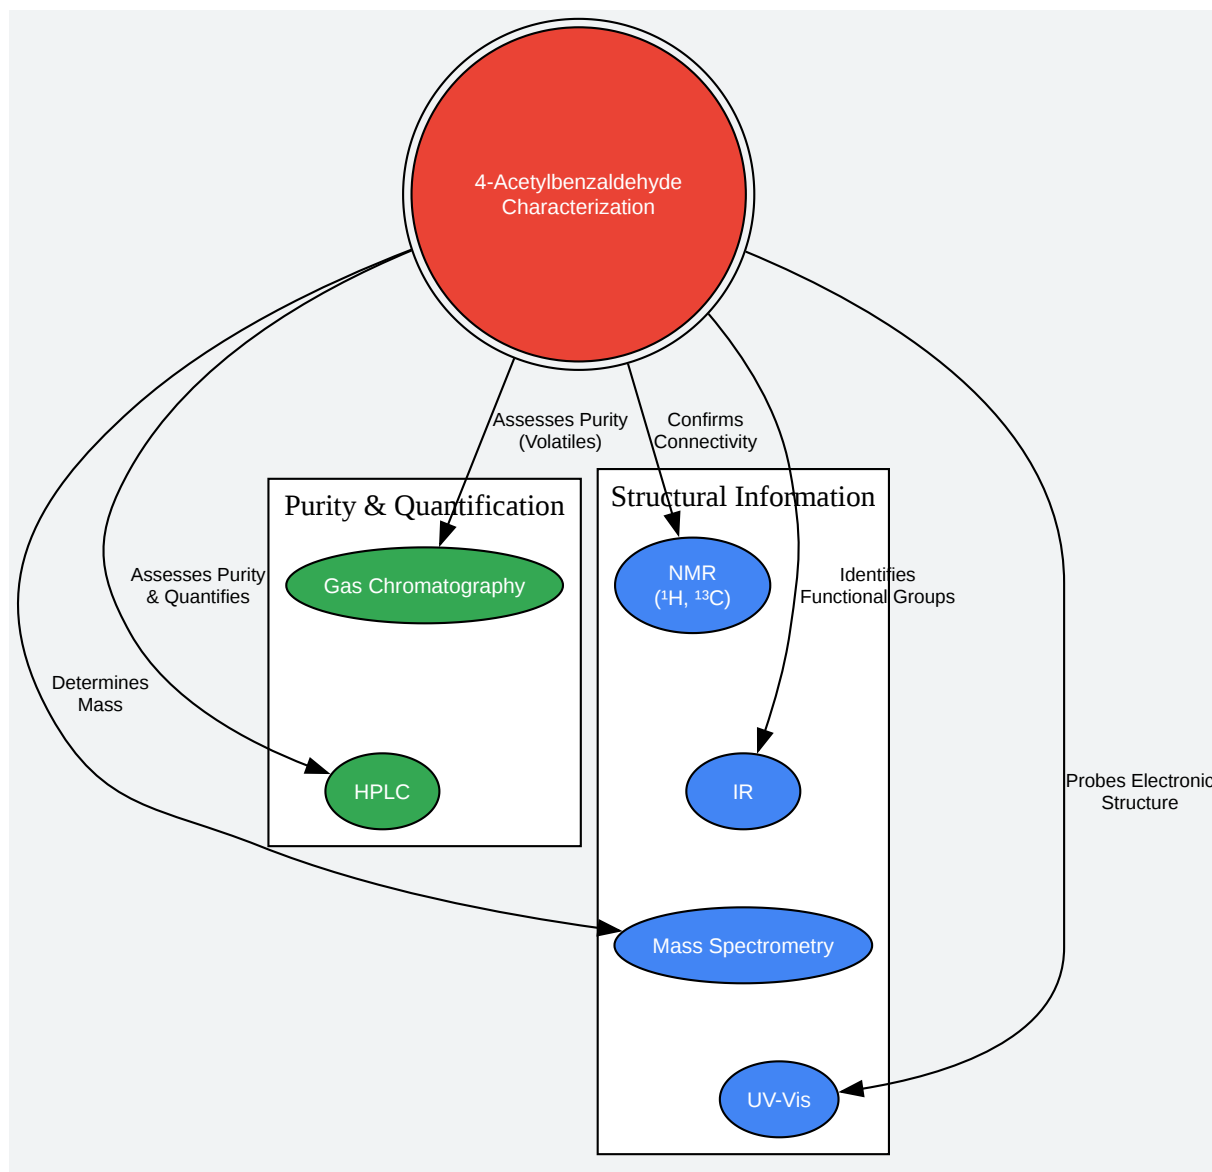 4-Acetylbenzaldehyde
Characterization
Assesses Purity
(Volatiles)
Confirms
Connectivity
Purity & Quantification
Structural Information
Gas Chromatography
NMR
(¹H, ¹³C)
Assesses Purity
& Quantifies
Identifies
Functional Groups
Determines
Mass
HPLC
IR
Probes Electronic
Structure
Mass Spectrometry
UV-Vis